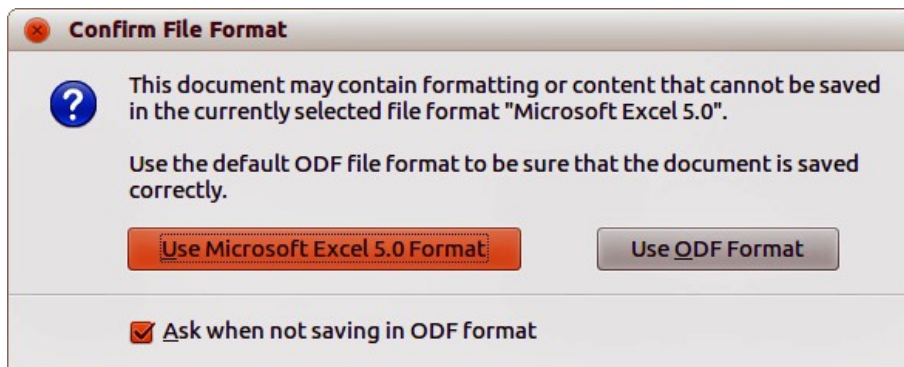 Confirm File Format
This document may contain formatting or content that cannot be saved
in the currently selected file format "Microsoft Excel 5.0".
Use the default ODF file format to be sure that the document is saved
correctly.
Use Microsoft Excel 5.0 Format
Use ODF Format
Ask when not saving in ODF format